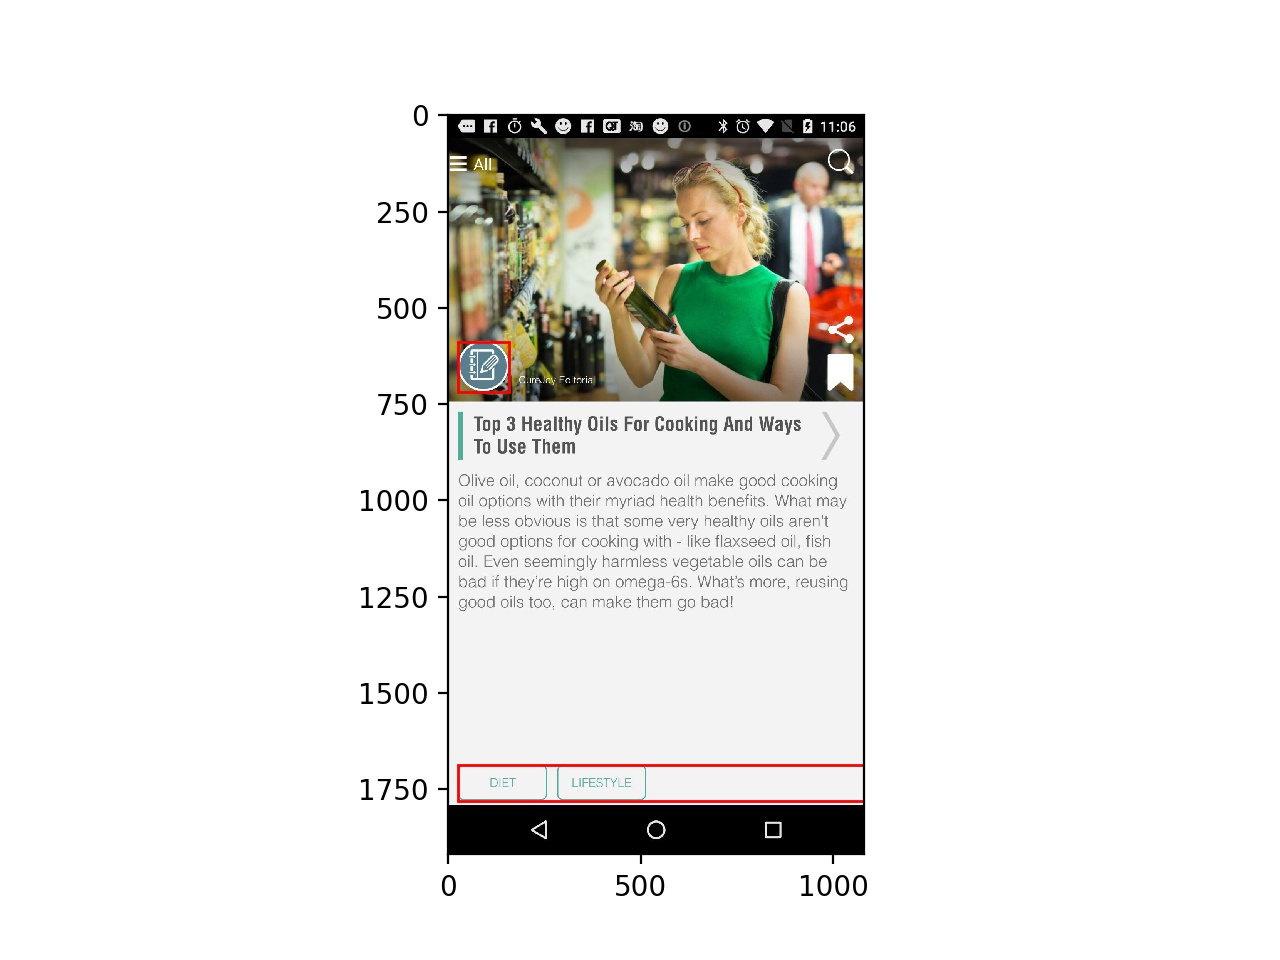 0
250
500
750
1000
1250
1500
1750
11:06
All
CureJoy Editorial
Top 3 Healthy Oils For Cooking And Ways
To Use Them
Olive oil, coconut or avocado oil make good cooking
oil options with their myriad health benefits. What may
be less obvious is that some very healthy oils aren't
good options for cooking with - like flaxseed oil, fish
oil. Even seemingly harmless vegetable oils can be
bad if they're high on omega-6s. What's more, reusing
good oils too, can make them go bad!
DIET LIFESTYLE
0 500 1000